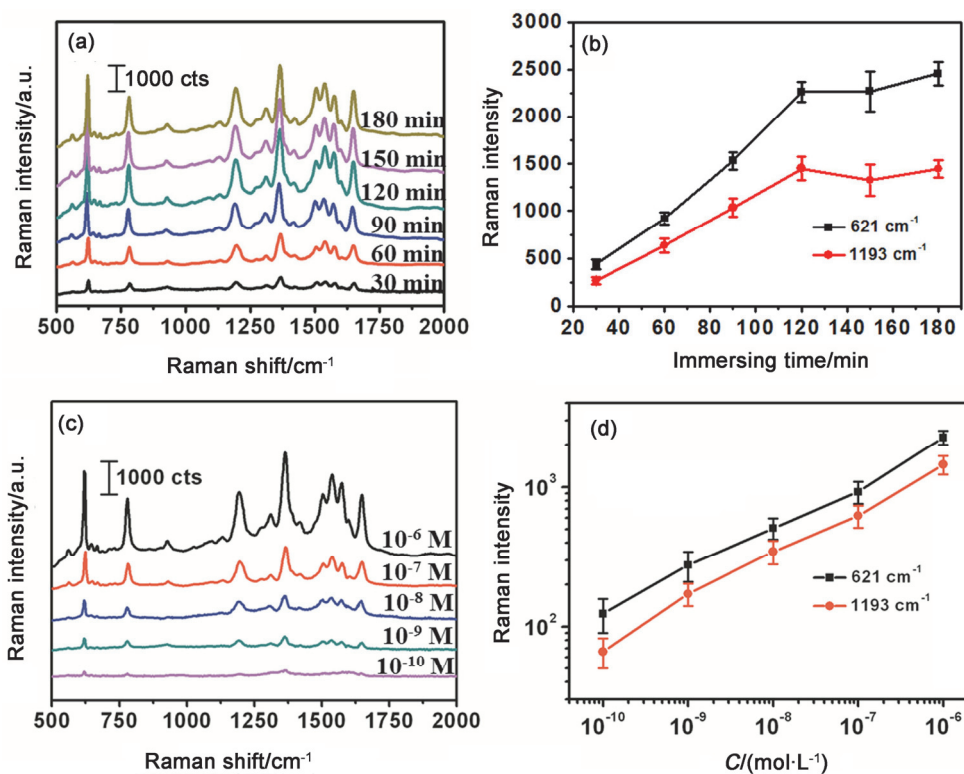 (a)
1000 cts
180 min
150 min
120 min
90 min
60 min
30 min
Raman intensity/a.u.
500 750 1000 1250 1500 1750 2000
Raman shift/cm⁻¹
(b)
3000
2500
2000
1500
1000
500
0
Raman intensity
621 cm⁻¹
1193 cm⁻¹
20 40 60 80 100 120 140 160 180
Immersing time/min
(c)
1000 cts
10⁻⁶ M
10⁻⁷ M
10⁻⁸ M
10⁻⁹ M
10⁻¹⁰ M
Raman intensity/a.u.
500 750 1000 1250 1500 1750 2000
Raman shift/cm⁻¹
(d)
10³
10²
Raman intensity
621 cm⁻¹
1193 cm⁻¹
10⁻¹⁰ 10⁻⁹ 10⁻⁸ 10⁻⁷ 10⁻⁶
C/(mol·L⁻¹)